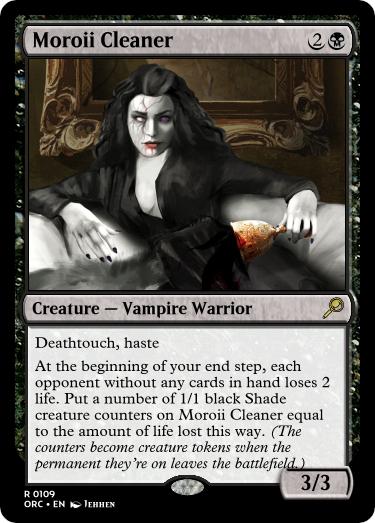 Moroii Cleaner 2
Creature — Vampire Warrior
Deathtouch, haste
At the beginning of your end step, each
opponent without any cards in hand loses 2
life. Put a number of 1/1 black Shade
creature counters on Moroii Cleaner equal
to the amount of life lost this way. (The
counters become creature tokens when the
permanent they're on leaves the battlefield.)
3/3
R 0109
ORC • EN JEHHEN